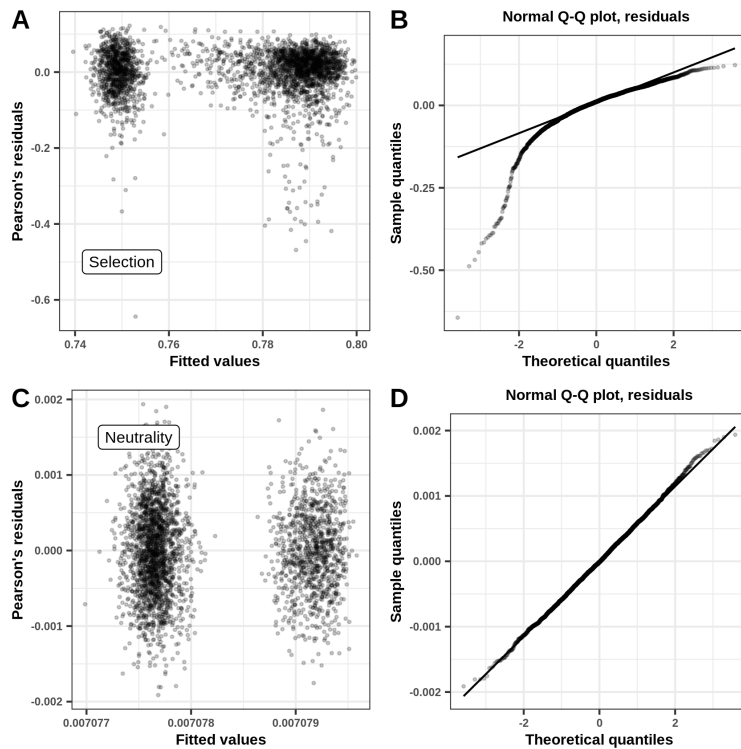 A
Pearson's residuals
0.0
-0.2
-0.4
-0.6
Selection
0.74
0.76
0.78
0.80
Fitted values
B
Normal Q-Q plot, residuals
Sample quantiles
0.00
-0.25
-0.50
-2
0
2
Theoretical quantiles
C
Pearson's residuals
0.002
0.001
0.000
-0.001
-0.002
Neutrality
0.007077
0.007078
0.007079
Fitted values
D
Normal Q-Q plot, residuals
Sample quantiles
0.002
0.001
0.000
-0.001
-0.002
-2
0
2
Theoretical quantiles